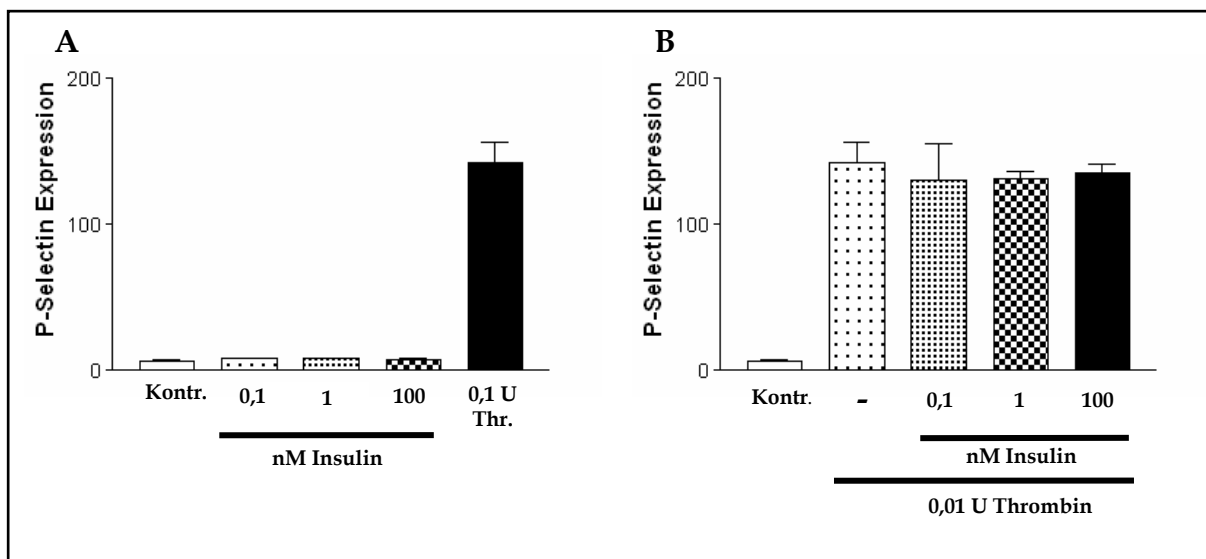 A
P-Selectin Expression
200
100
0
Kontr.
0,1
1
100
0,1 U
Thr.
nM Insulin
B
P-Selectin Expression
200
100
0
Kontr.
-
0,1
1
100
nM Insulin
0,01 U Thrombin